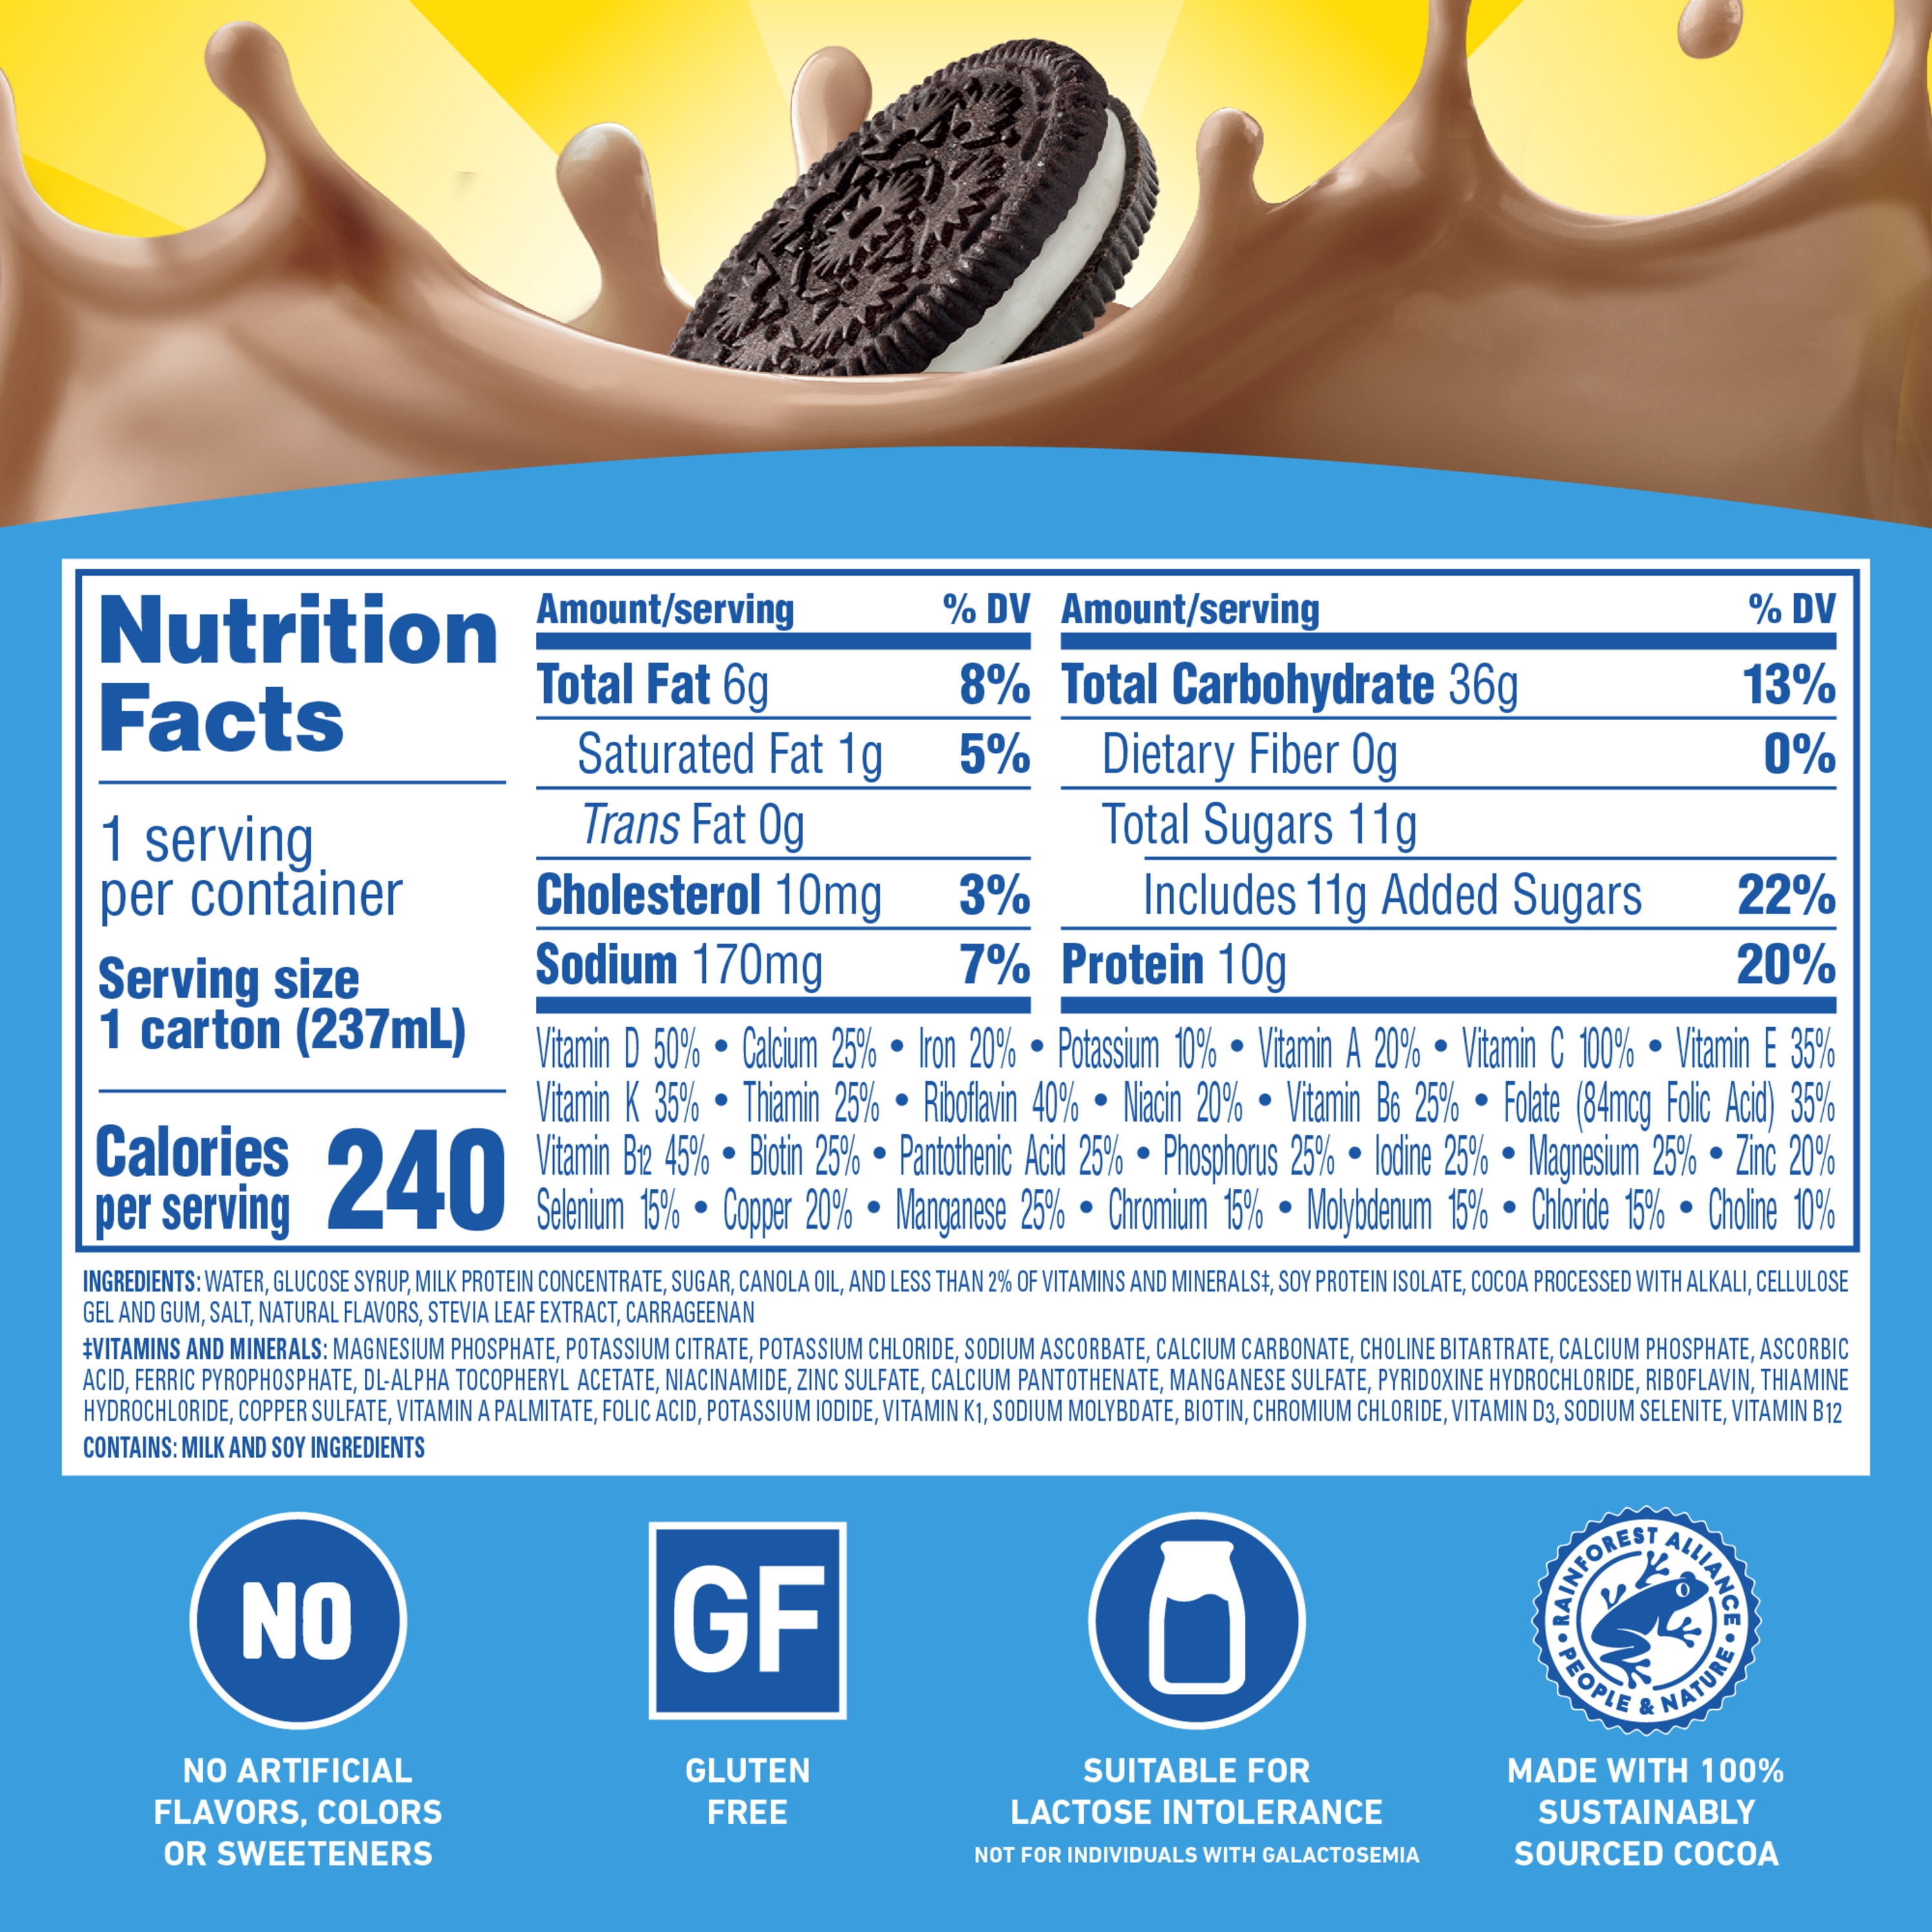 Nutrition
Facts
1 serving
per container
Serving size
1 carton (237mL)
Calories
per serving 240
Amount/serving % DV
Total Fat 6g 8%
Saturated Fat 1g 5%
Trans Fat 0g
Cholesterol 10mg 3%
Sodium 170mg 7%
Amount/serving % DV
Total Carbohydrate 36g 13%
Dietary Fiber 0g 0%
Total Sugars 11g
Includes 11g Added Sugars 22%
Protein 10g 20%
Vitamin D 50% • Calcium 25% • Iron 20% • Potassium 10% • Vitamin A 20% • Vitamin C 100% • Vitamin E 35%
Vitamin K 35% • Thiamin 25% • Riboflavin 40% • Niacin 20% • Vitamin B6 25% • Folate (84mcg Folic Acid) 35%
Vitamin B12 45% • Biotin 25% • Pantothenic Acid 25% • Phosphorus 25% • Iodine 25% • Magnesium 25% • Zinc 20%
Selenium 15% • Copper 20% • Manganese 25% • Chromium 15% • Molybdenum 15% • Chloride 15% • Choline 10%
INGREDIENTS: WATER, GLUCOSE SYRUP, MILK PROTEIN CONCENTRATE, SUGAR, CANOLA OIL, AND LESS THAN 2% OF VITAMINS AND MINERALS‡, SOY PROTEIN ISOLATE, COCOA PROCESSED WITH ALKALI, CELLULOSE
GEL AND GUM, SALT, NATURAL FLAVORS, STEVIA LEAF EXTRACT, CARRAGEENAN
‡VITAMINS AND MINERALS: MAGNESIUM PHOSPHATE, POTASSIUM CITRATE, POTASSIUM CHLORIDE, SODIUM ASCORBATE, CALCIUM CARBONATE, CHOLINE BITARTRATE, CALCIUM PHOSPHATE, ASCORBIC
ACID, FERRIC PYROPHOSPHATE, DL-ALPHA TOCOPHERYL ACETATE, NIACINAMIDE, ZINC SULFATE, CALCIUM PANTOTHENATE, MANGANESE SULFATE, PYRIDOXINE HYDROCHLORIDE, RIBOFLAVIN, THIAMINE
HYDROCHLORIDE, COPPER SULFATE, VITAMIN A PALMITATE, FOLIC ACID, POTASSIUM IODIDE, VITAMIN K1, SODIUM MOLYBDATE, BIOTIN, CHROMIUM CHLORIDE, VITAMIN D3, SODIUM SELENITE, VITAMIN B12
CONTAINS: MILK AND SOY INGREDIENTS
NO
NO ARTIFICIAL
FLAVORS, COLORS
OR SWEETENERS
GF
GLUTEN
FREE
SUITABLE FOR
LACTOSE INTOLERANCE
NOT FOR INDIVIDUALS WITH GALACTOSEMIA
RAINFOREST ALLIANCE
• PEOPLE & NATURE •
MADE WITH 100%
SUSTAINABLY
SOURCED COCOA